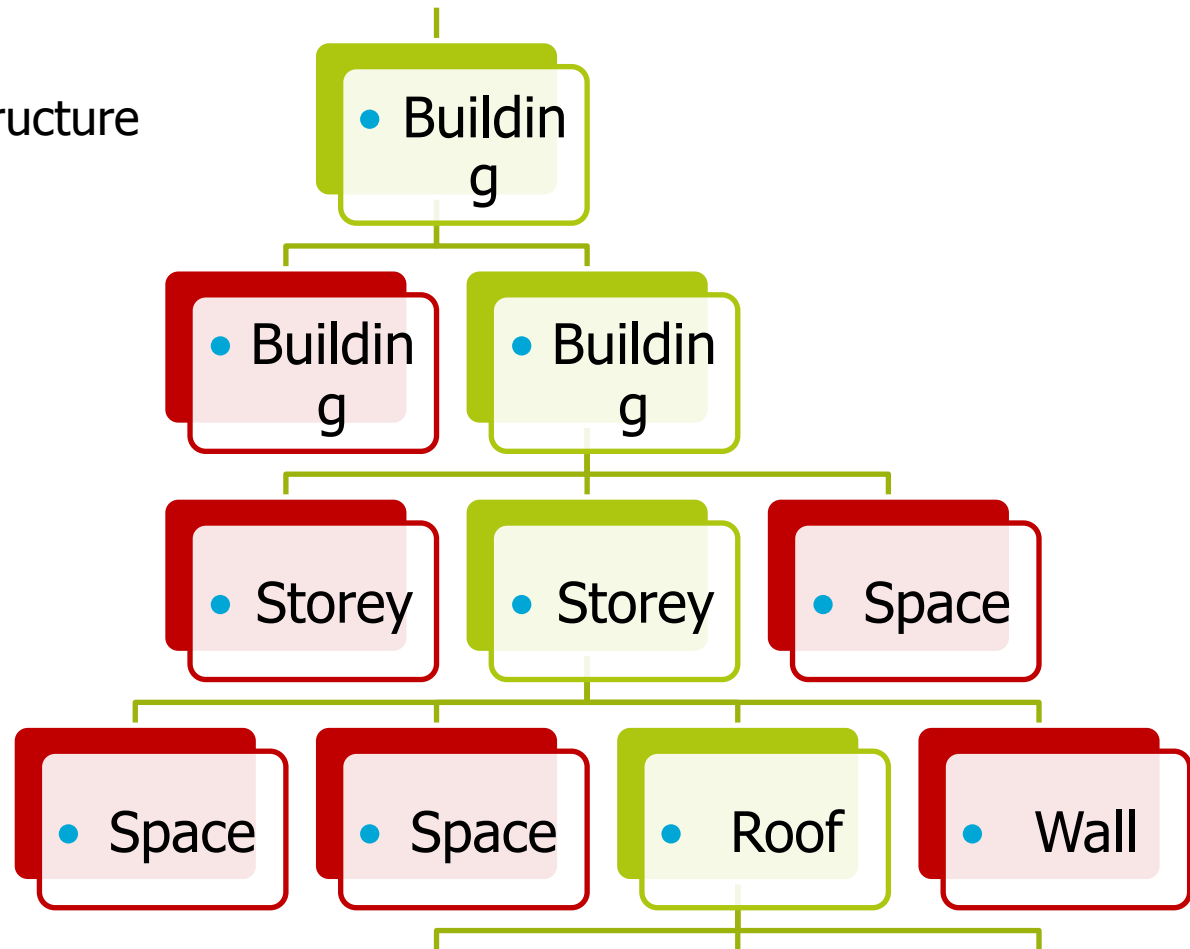 ructure
• Buildin
g
• Buildin
g
• Buildin
g
• Storey
• Storey
• Space
• Space
• Space
• Roof
• Wall